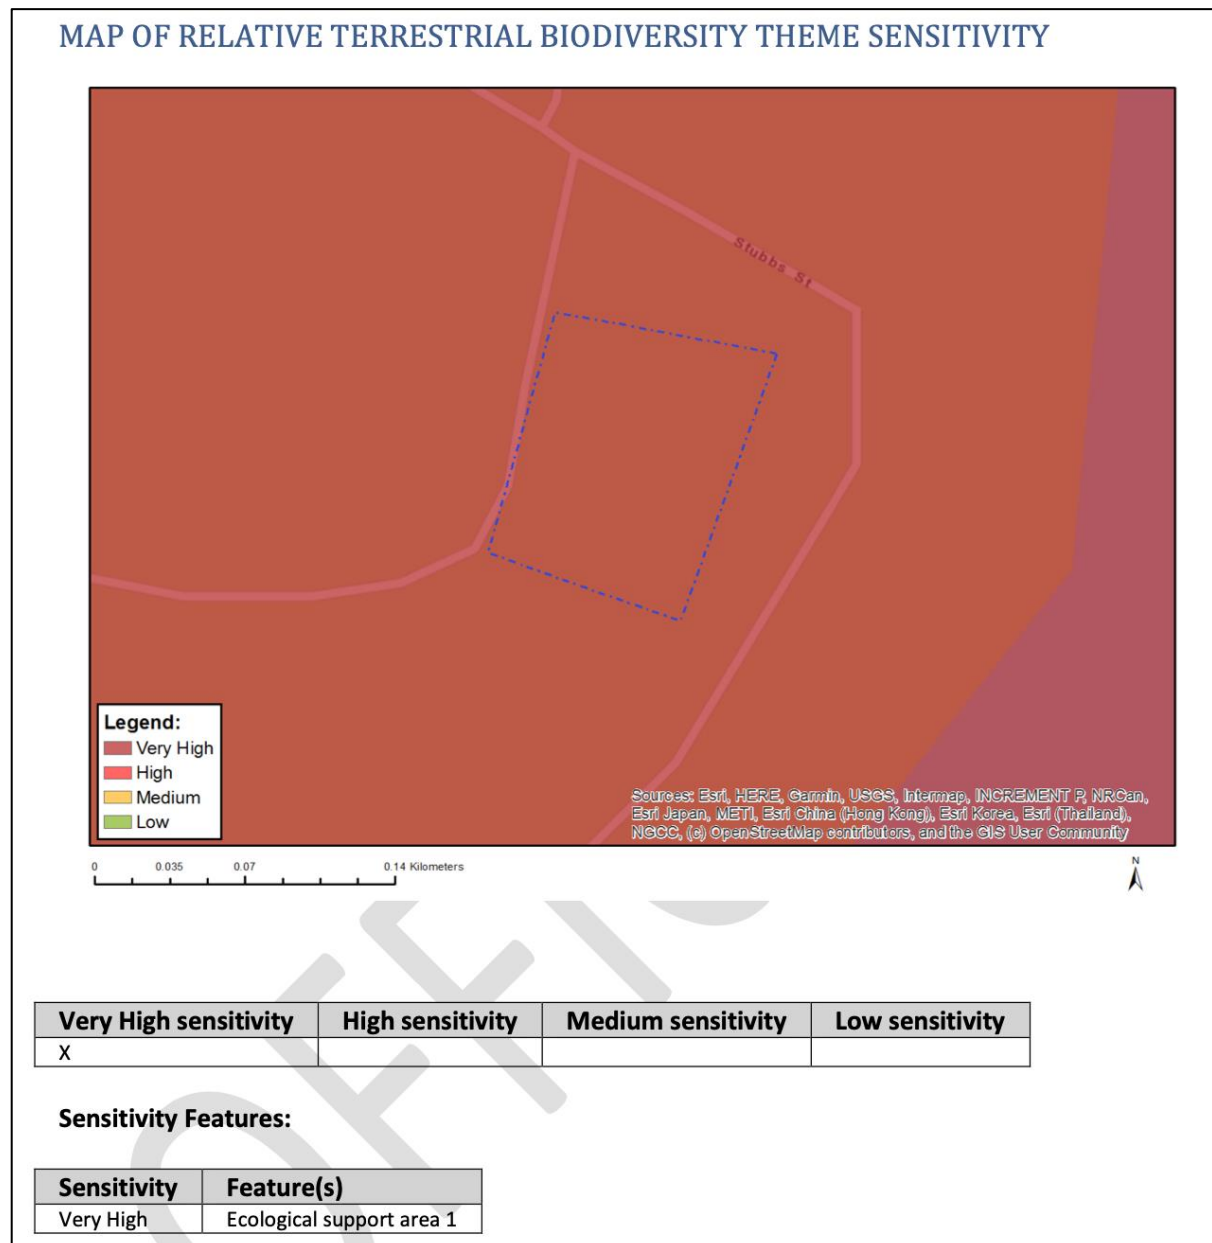 MAP OF RELATIVE TERRESTRIAL BIODIVERSITY THEME SENSITIVITY
Stubbs St
Legend:
Very High
High
Medium
Low
Sources: Esri, HERE, Garmin, USGS, Intermap, INCREMENT P, NRCan,
Esri Japan, METI, Esri China (Hong Kong), Esri Korea, Esri (Thailand),
NGCC, (c) OpenStreetMap contributors, and the GIS User Community
0 0.035 0.07 0.14 Kilometers
N
Very High sensitivity High sensitivity Medium sensitivity Low sensitivity
X
Sensitivity Features:
Sensitivity Feature(s)
Very High Ecological support area 1